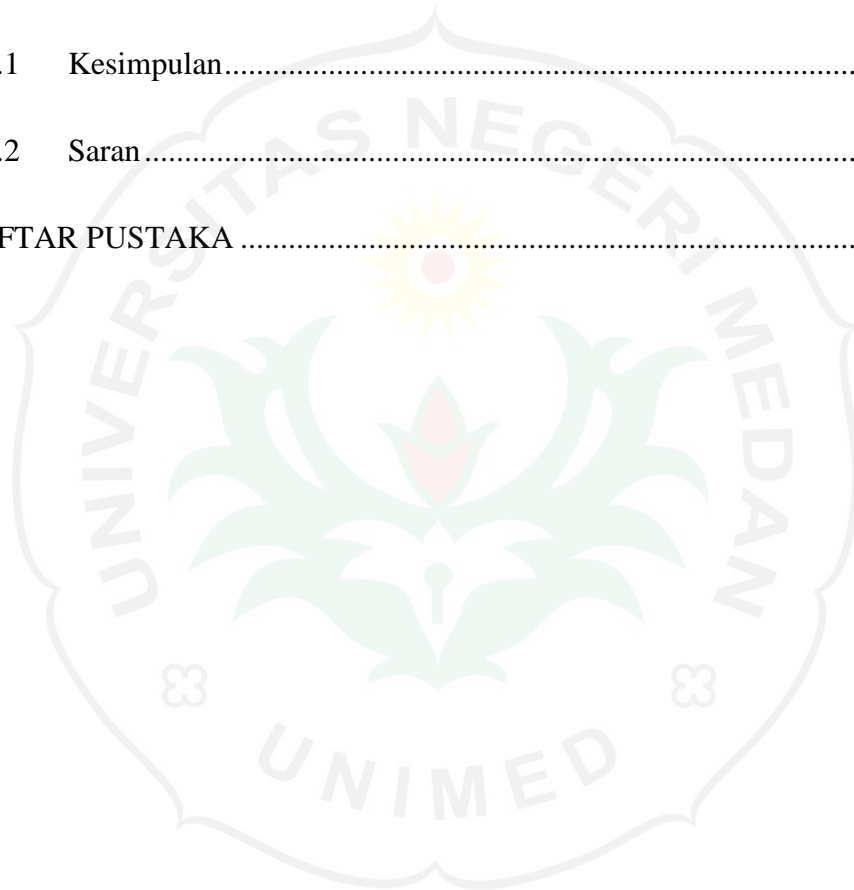 .1 Kesimpulan................................................................................
.2 Saran................................................................................
FTAR PUSTAKA................................................................................
UNIVERSITAS NEGERI MEDAN
UNIMED